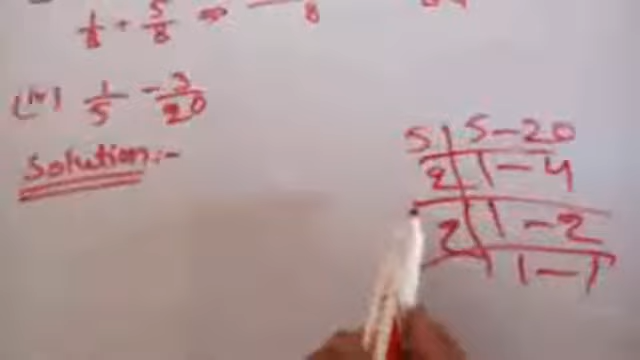 1/8 + 5/8 ⇒ 8
(iv) 1/5 - 3/20
Solution:-
5 | 5 - 20
2 | 1 - 4
2 | 1 - 2
1 - 1